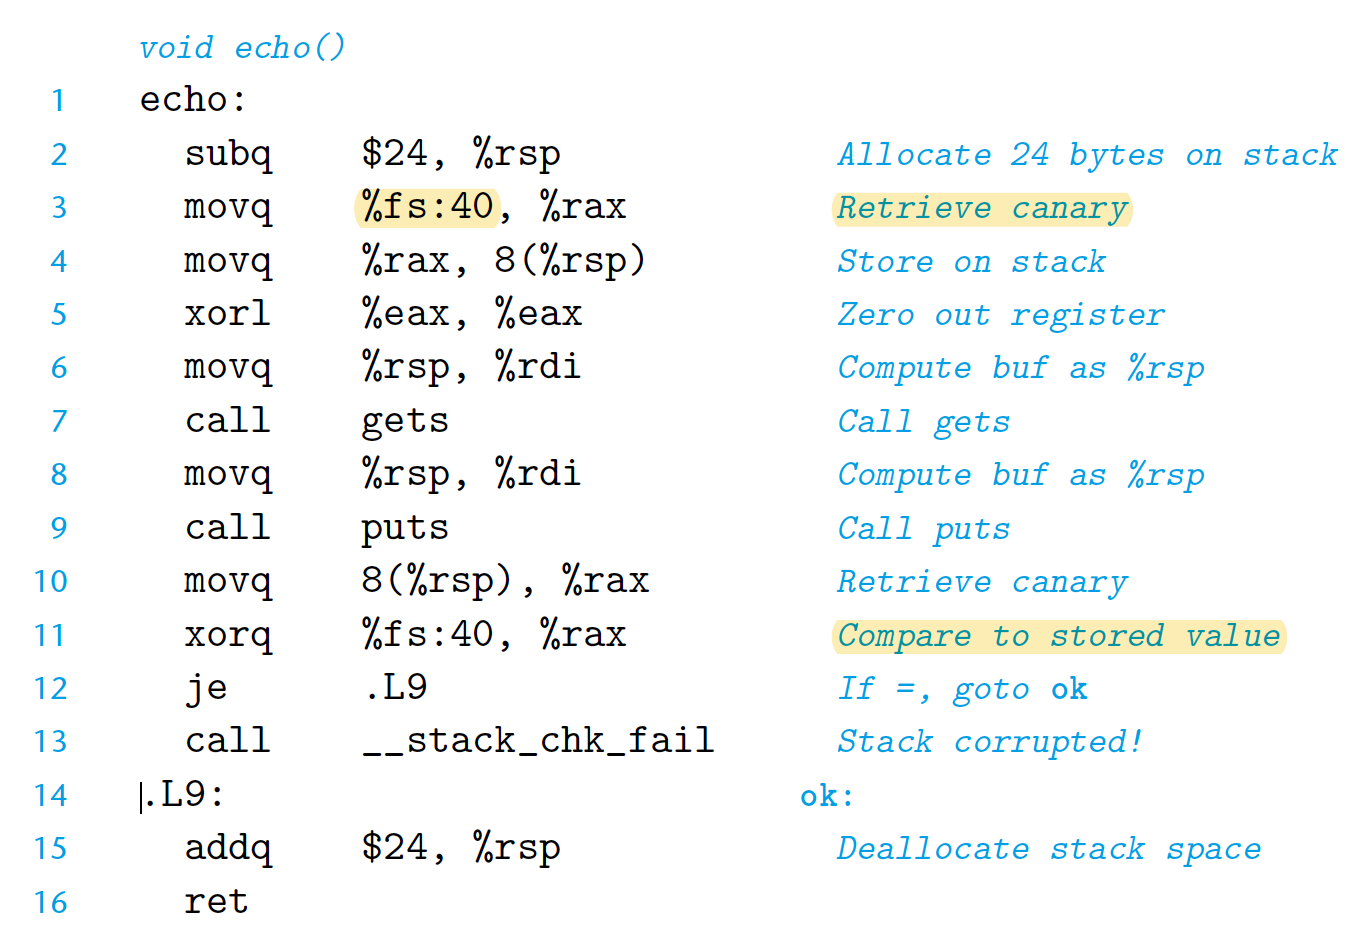 void echo()
1 echo:
2 subq $24, %rsp Allocate 24 bytes on stack
3 movq %fs:40, %rax Retrieve canary
4 movq %rax, 8(%rsp) Store on stack
5 xorl %eax, %eax Zero out register
6 movq %rsp, %rdi Compute buf as %rsp
7 call gets Call gets
8 movq %rsp, %rdi Compute buf as %rsp
9 call puts Call puts
10 movq 8(%rsp), %rax Retrieve canary
11 xorq %fs:40, %rax Compare to stored value
12 je .L9 If =, goto ok
13 call __stack_chk_fail Stack corrupted!
14 .L9: ok:
15 addq $24, %rsp Deallocate stack space
16 ret